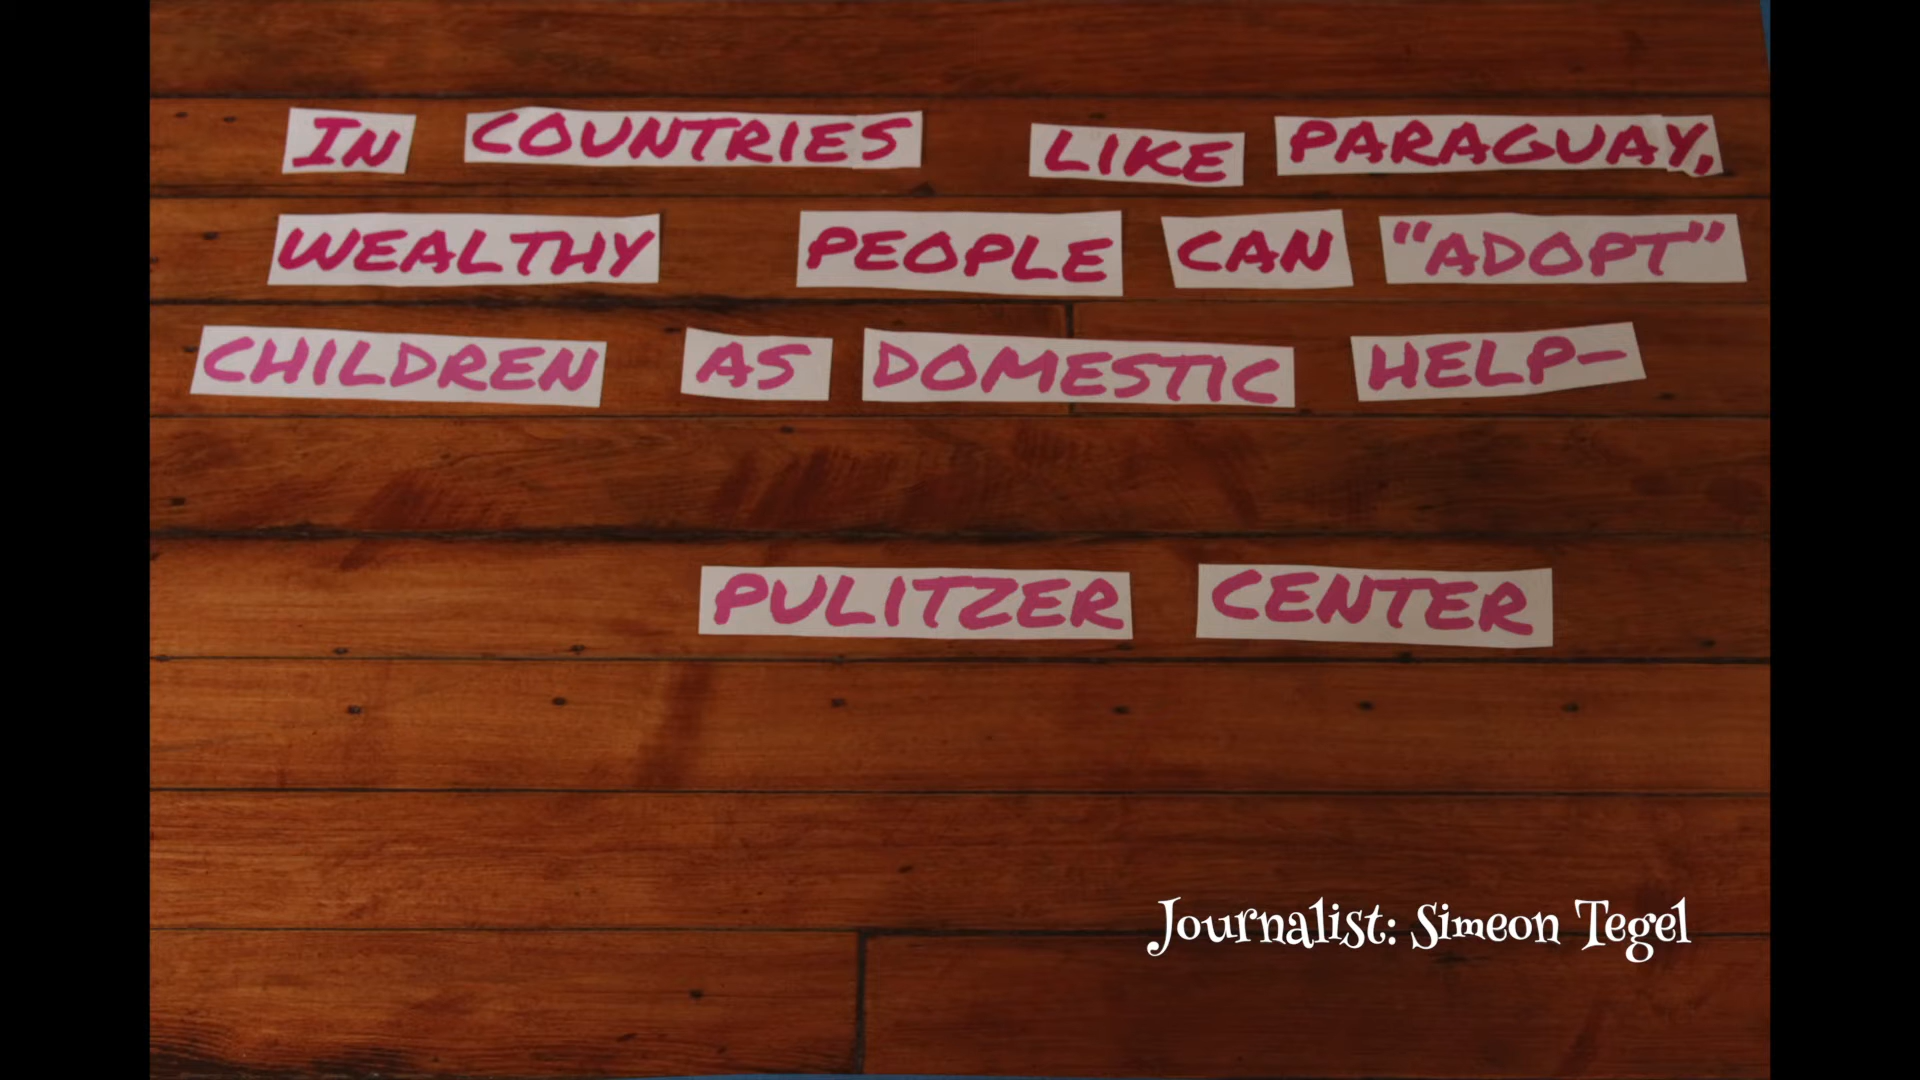 In COUNTRIES LIKE PARAGUAY,
WEALTHY PEOPLE CAN “ADOPT”
CHILDREN AS DOMESTIC HELP-
PULITZER CENTER
Journalist: Simeon Tegel